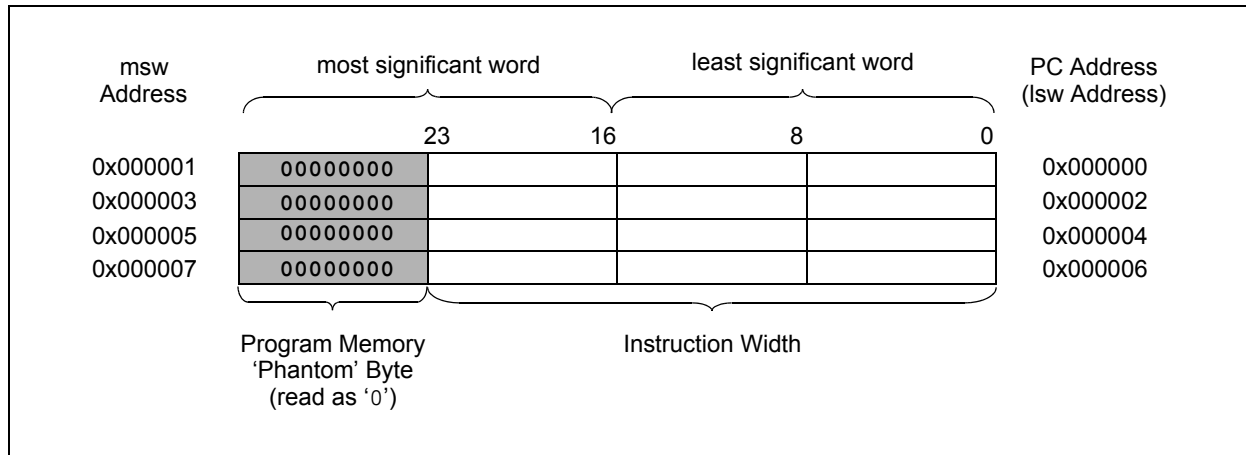 msw
Address
most significant word
least significant word
PC Address
(lsw Address)
23 16 8 0
0x000001 00000000 0x000000
0x000003 00000000 0x000002
0x000005 00000000 0x000004
0x000007 00000000 0x000006
Program Memory
‘Phantom’ Byte
(read as ‘0’)
Instruction Width